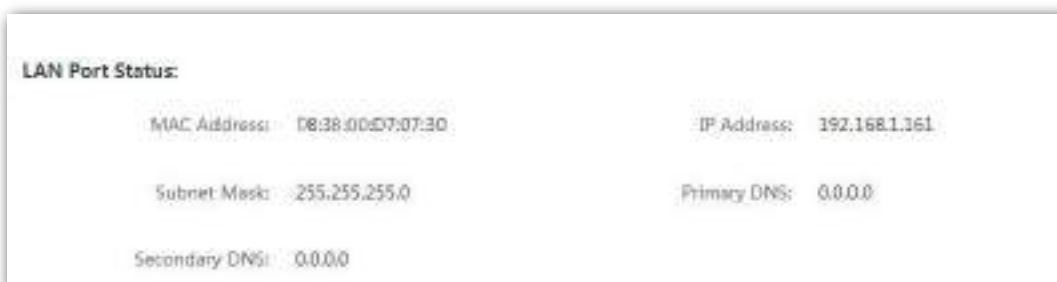 LAN Port Status:
MAC Address: D8:38:0D:D7:07:30 IP Address: 192.168.1.161
Subnet Mask: 255.255.255.0 Primary DNS: 0.0.0.0
Secondary DNS: 0.0.0.0